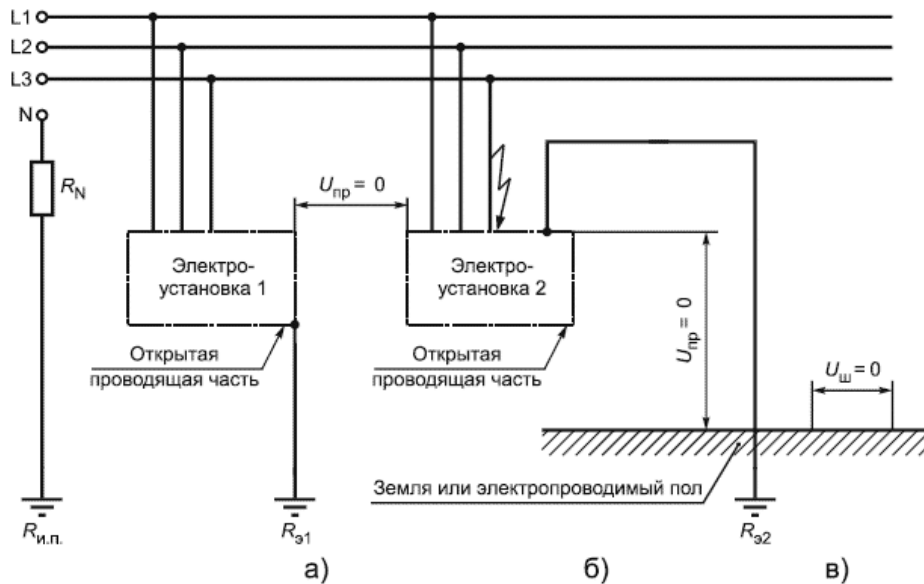 L1
L2
L3
N
R_N
U_пр = 0
Электро-
установка 1
Электро-
установка 2
Открытая
проводящая часть
Открытая
проводящая часть
U_пр = 0
U_ш = 0
Земля или электропроводимый пол
R_и.п.
R_э1
R_э2
а)
б)
в)